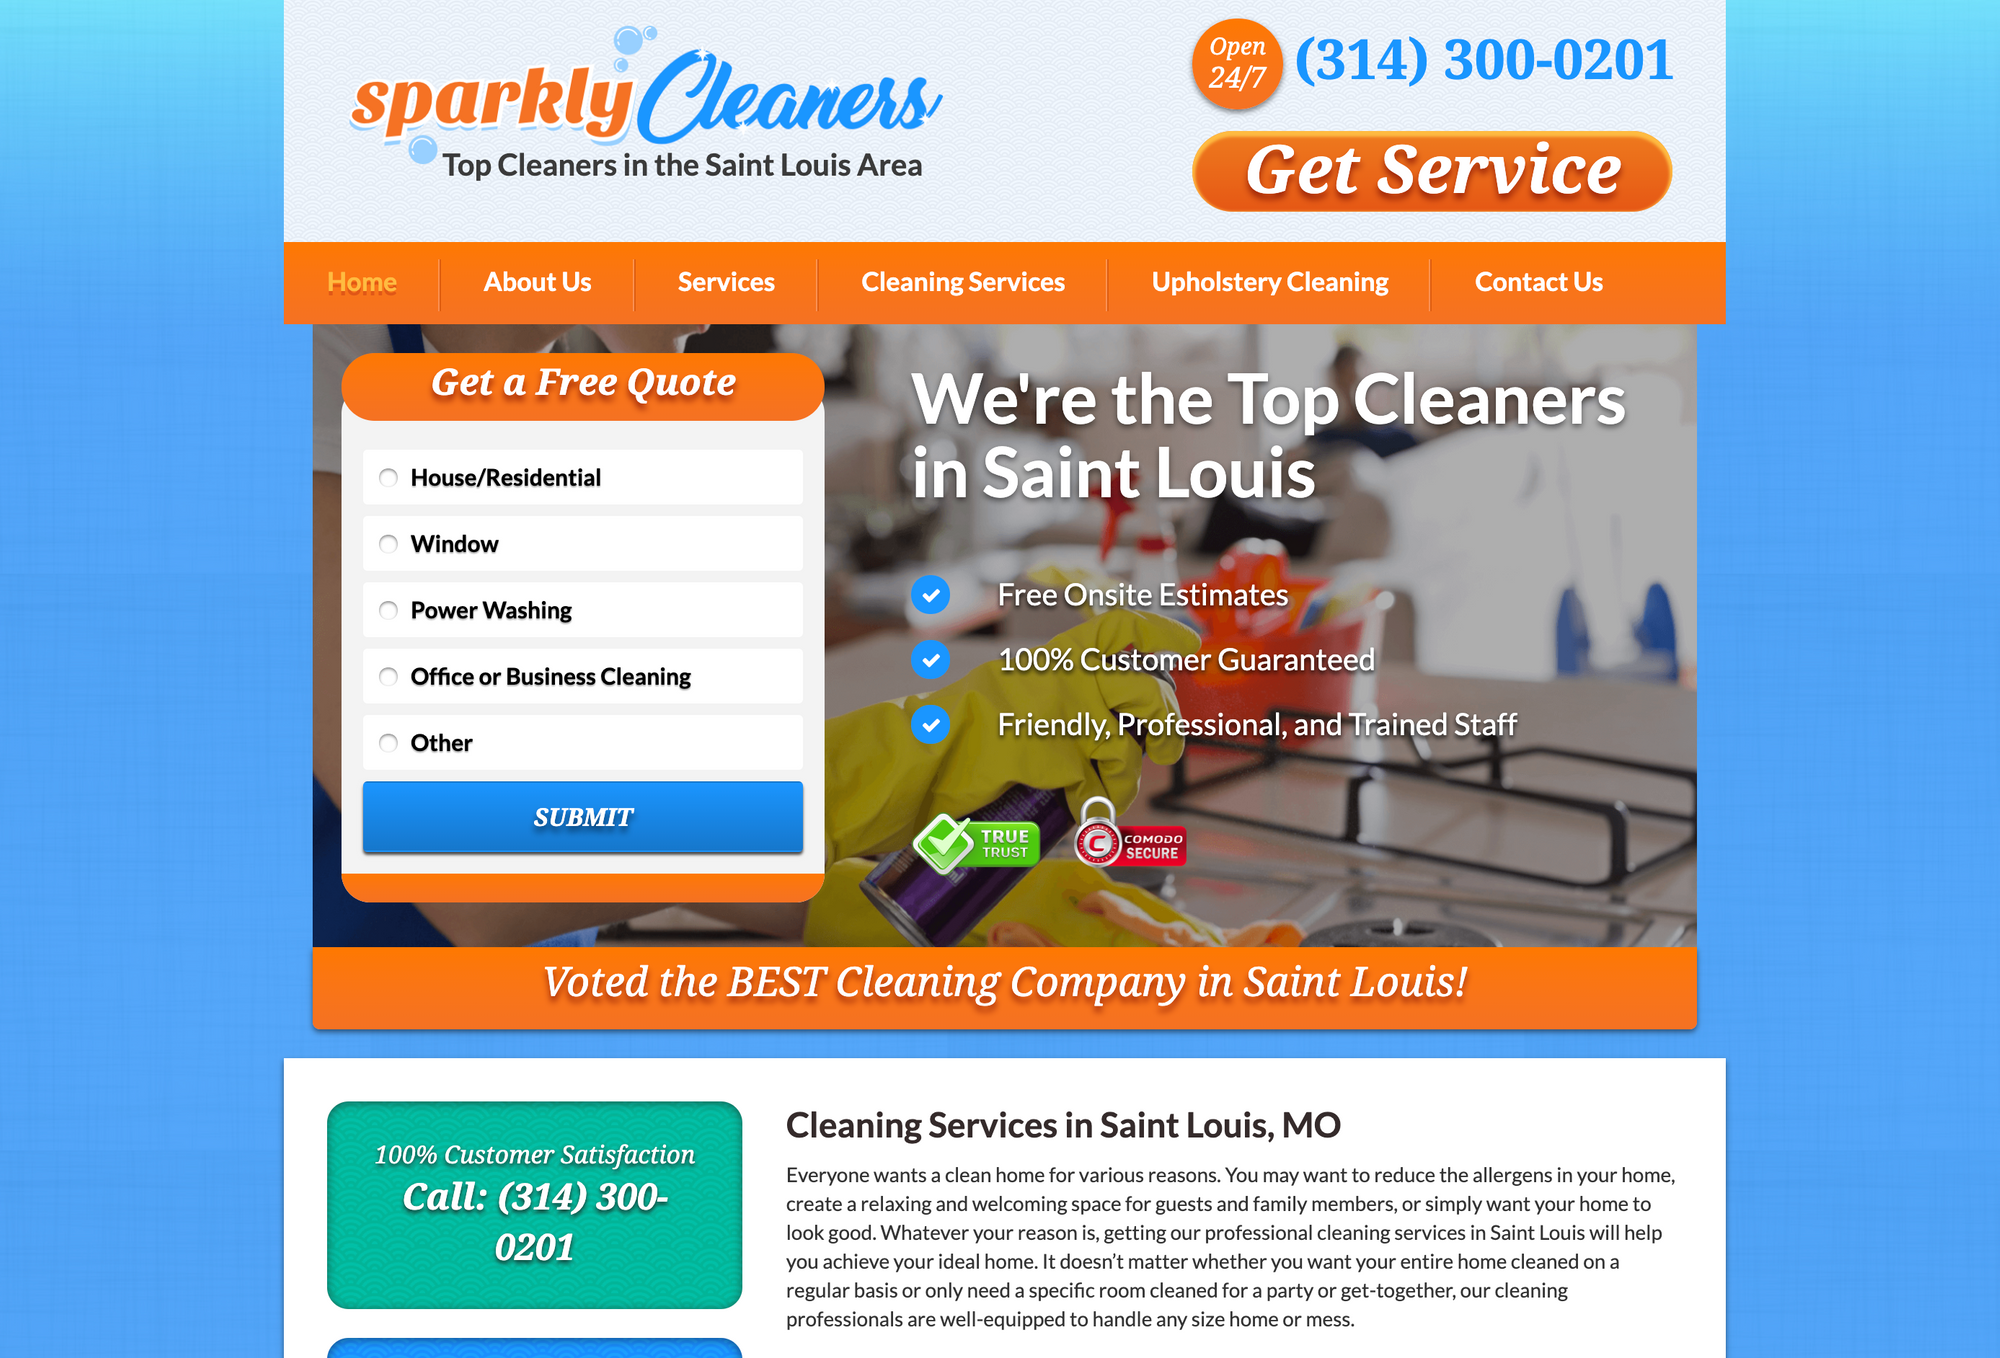 sparkly Cleaners
Top Cleaners in the Saint Louis Area
Open
24/7
(314) 300-0201
Get Service
Home
About Us
Services
Cleaning Services
Upholstery Cleaning
Contact Us
Get a Free Quote
House/Residential
Window
Power Washing
Office or Business Cleaning
Other
SUBMIT
We're the Top Cleaners
in Saint Louis
Free Onsite Estimates
100% Customer Guaranteed
Friendly, Professional, and Trained Staff
TRUE
TRUST
C
COMODO
SECURE
Voted the BEST Cleaning Company in Saint Louis!
100% Customer Satisfaction
Call: (314) 300-
0201
Cleaning Services in Saint Louis, MO
Everyone wants a clean home for various reasons. You may want to reduce the allergens in your home,
create a relaxing and welcoming space for guests and family members, or simply want your home to
look good. Whatever your reason is, getting our professional cleaning services in Saint Louis will help
you achieve your ideal home. It doesn’t matter whether you want your entire home cleaned on a
regular basis or only need a specific room cleaned for a party or get-together, our cleaning
professionals are well-equipped to handle any size home or mess.